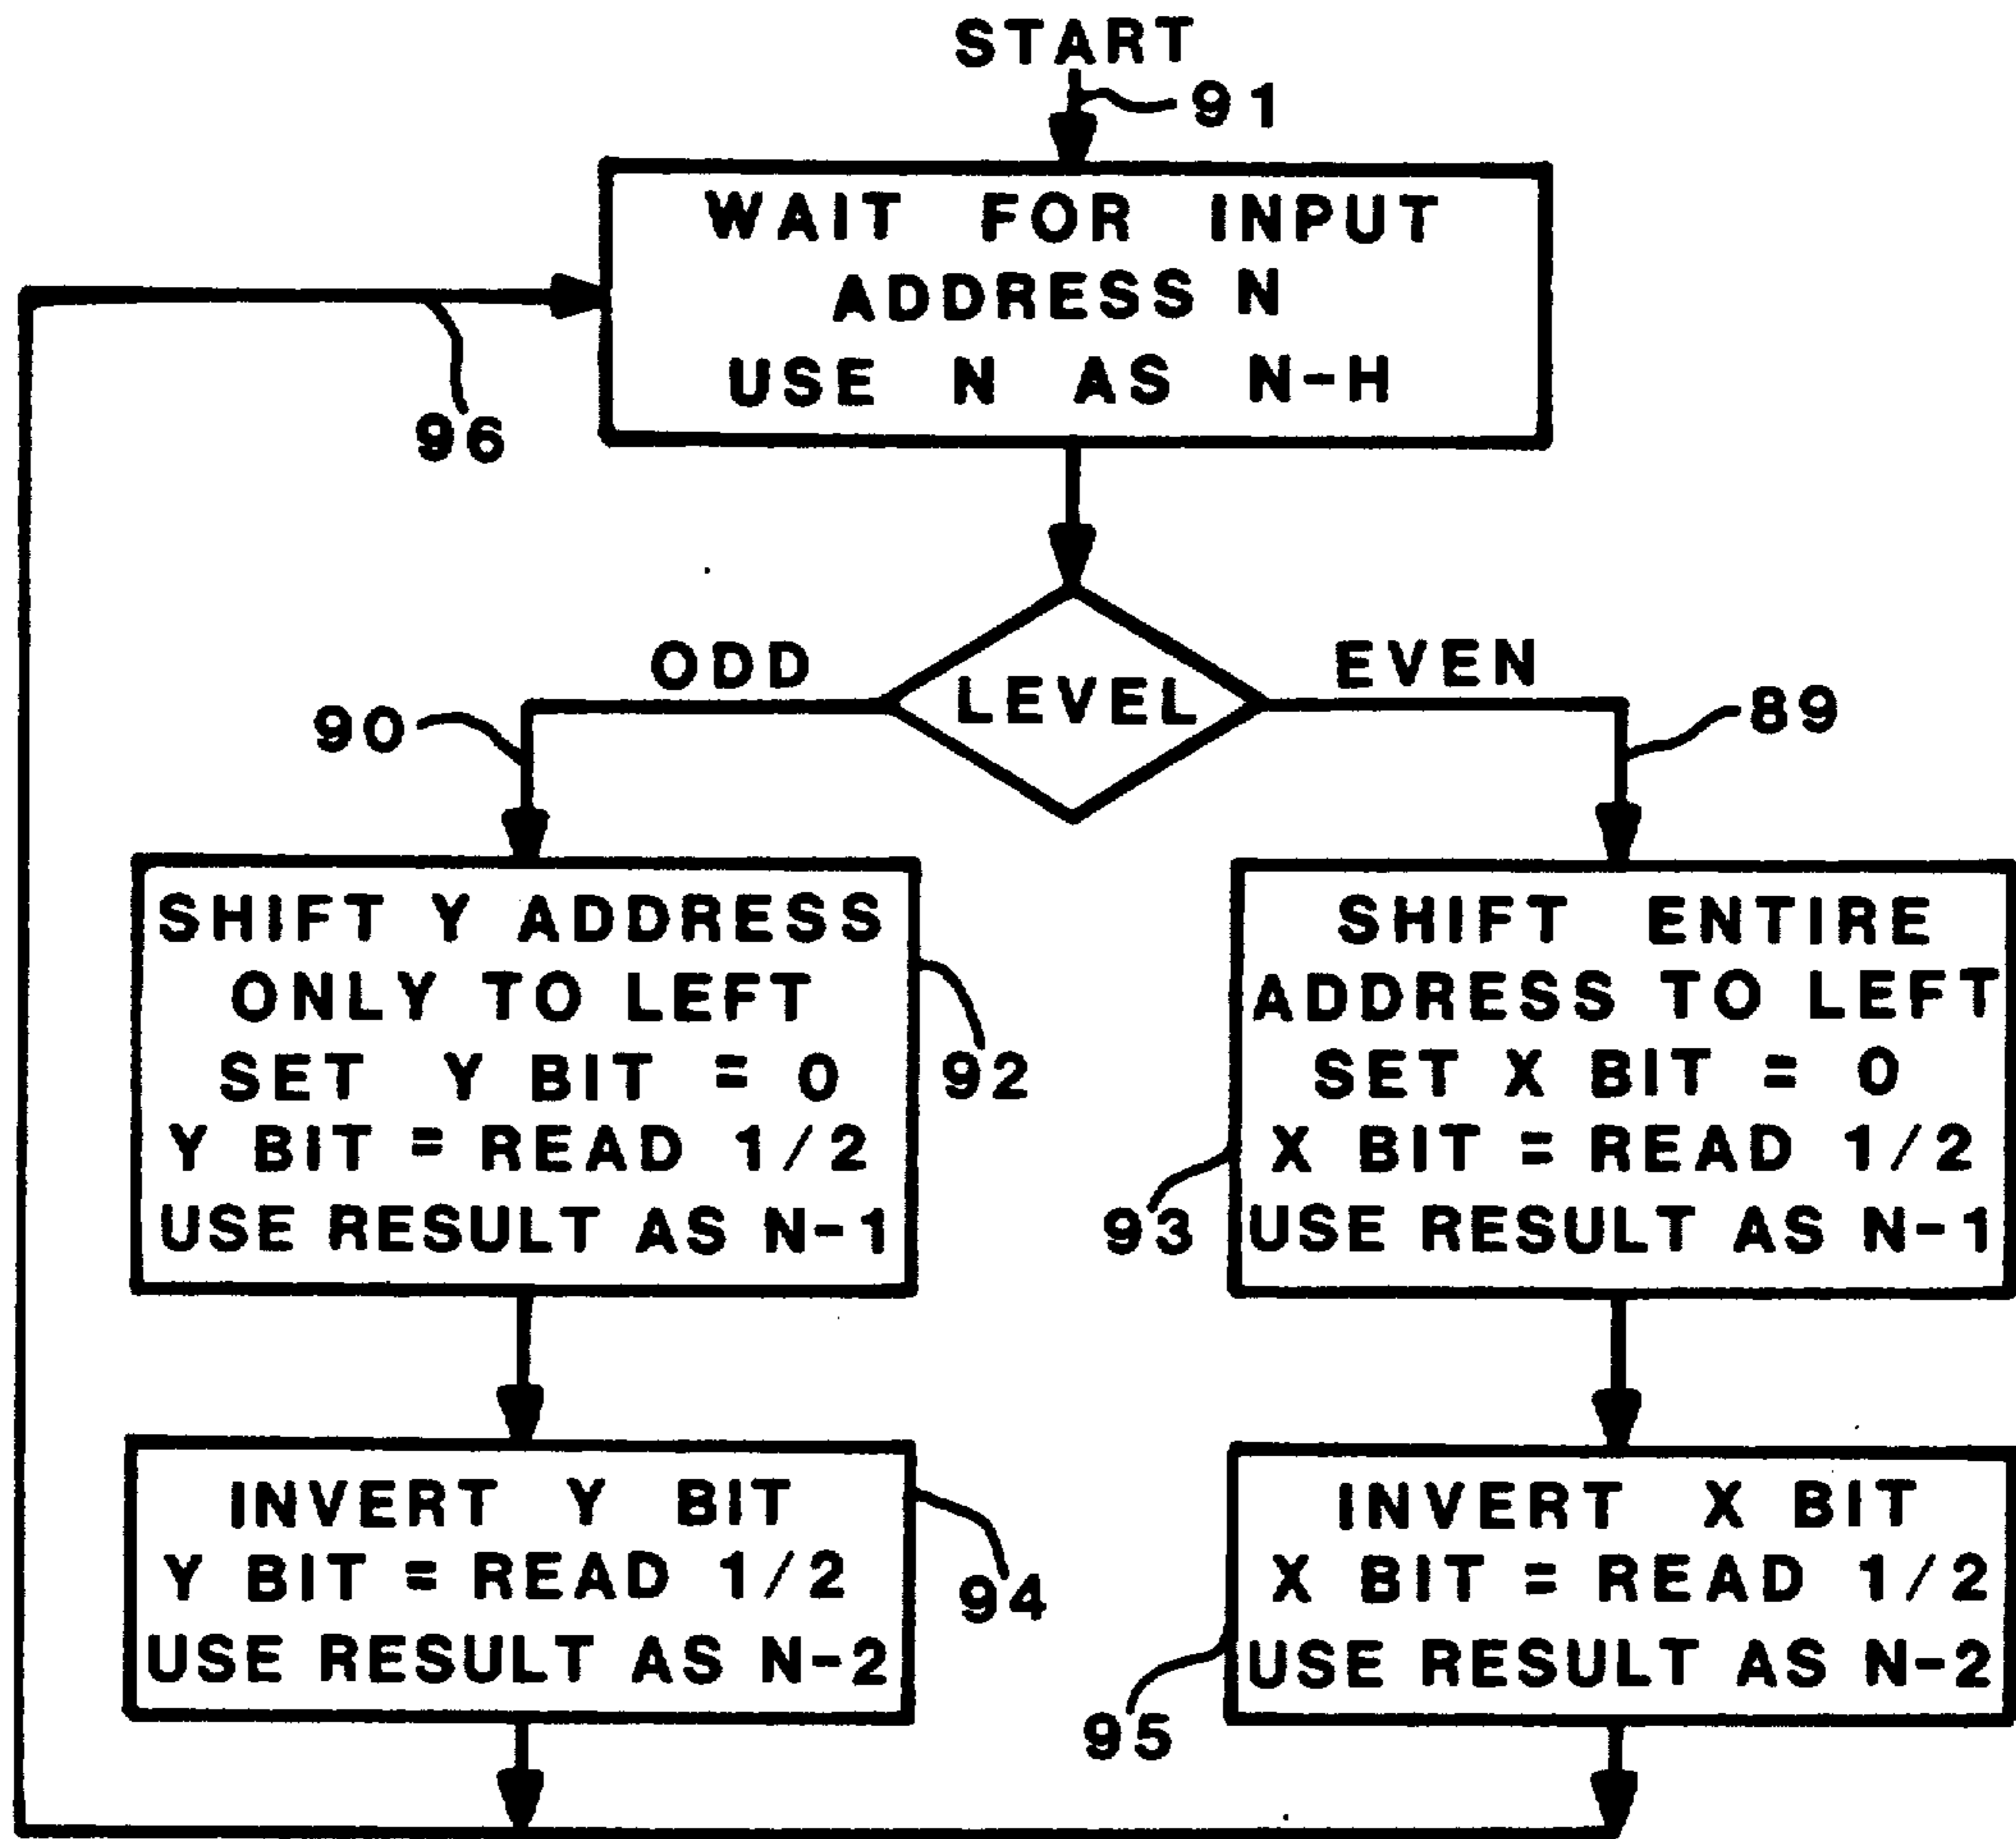 START
91
WAIT FOR INPUT
ADDRESS N
USE N AS N-H
96
LEVEL
ODD
EVEN
90
89
SHIFT Y ADDRESS
ONLY TO LEFT
SET Y BIT = 0
Y BIT = READ 1/2
USE RESULT AS N-1
92
SHIFT ENTIRE
ADDRESS TO LEFT
SET X BIT = 0
X BIT = READ 1/2
USE RESULT AS N-1
93
INVERT Y BIT
Y BIT = READ 1/2
USE RESULT AS N-2
94
INVERT X BIT
X BIT = READ 1/2
USE RESULT AS N-2
95